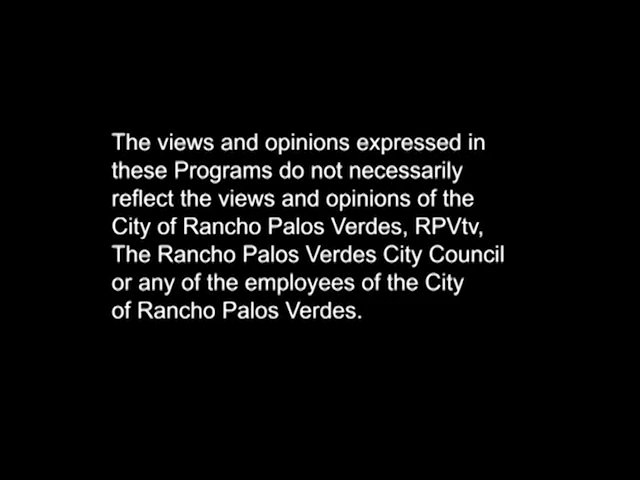 The views and opinions expressed in
these Programs do not necessarily
reflect the views and opinions of the
City of Rancho Palos Verdes, RPVtv,
The Rancho Palos Verdes City Council
or any of the employees of the City
of Rancho Palos Verdes.